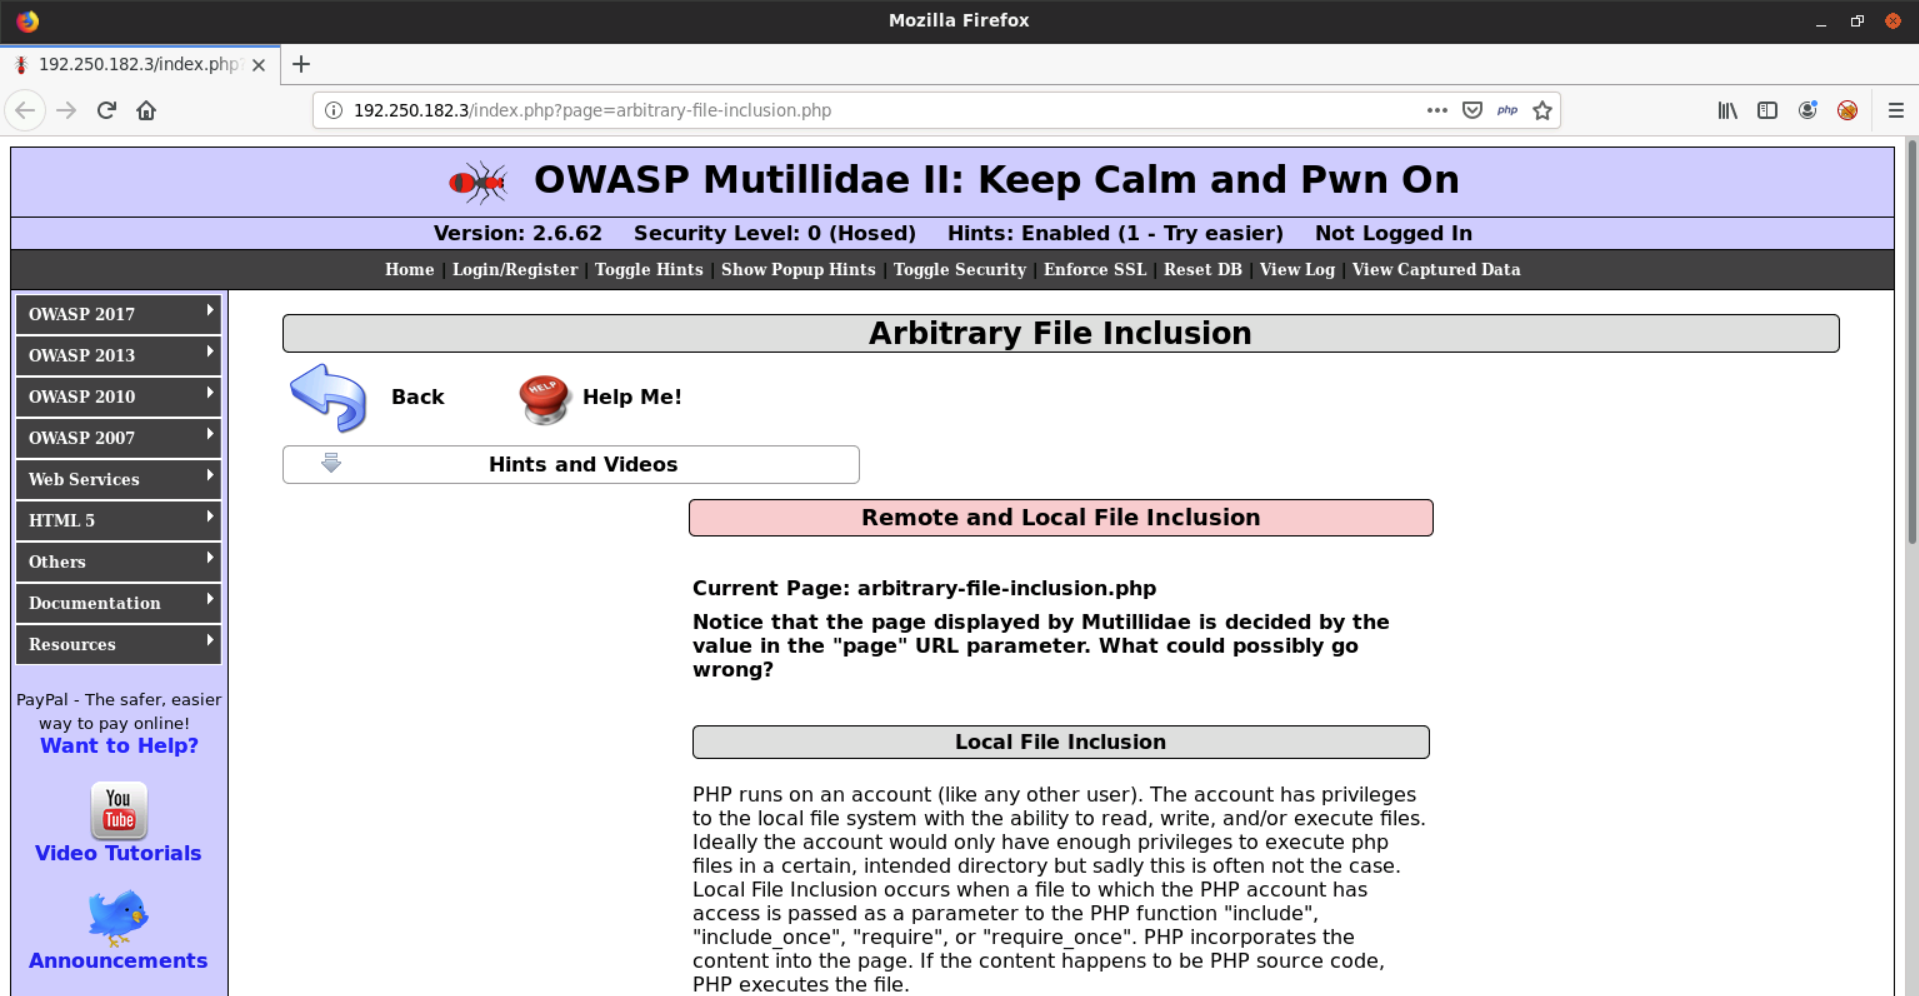 Mozilla Firefox
192.250.182.3/index.php?
192.250.182.3/index.php?page=arbitrary-file-inclusion.php
php
OWASP Mutillidae II: Keep Calm and Pwn On
Version: 2.6.62 Security Level: 0 (Hosed) Hints: Enabled (1 - Try easier) Not Logged In
Home | Login/Register | Toggle Hints | Show Popup Hints | Toggle Security | Enforce SSL | Reset DB | View Log | View Captured Data
OWASP 2017
OWASP 2013
OWASP 2010
OWASP 2007
Web Services
HTML 5
Others
Documentation
Resources
PayPal - The safer, easier
way to pay online!
Want to Help?
You
Tube
Video Tutorials
Announcements
Arbitrary File Inclusion
Back
HELP
Help Me!
Hints and Videos
Remote and Local File Inclusion
Current Page: arbitrary-file-inclusion.php
Notice that the page displayed by Mutillidae is decided by the
value in the "page" URL parameter. What could possibly go
wrong?
Local File Inclusion
PHP runs on an account (like any other user). The account has privileges
to the local file system with the ability to read, write, and/or execute files.
Ideally the account would only have enough privileges to execute php
files in a certain, intended directory but sadly this is often not the case.
Local File Inclusion occurs when a file to which the PHP account has
access is passed as a parameter to the PHP function "include",
"include_once", "require", or "require_once". PHP incorporates the
content into the page. If the content happens to be PHP source code,
PHP executes the file.